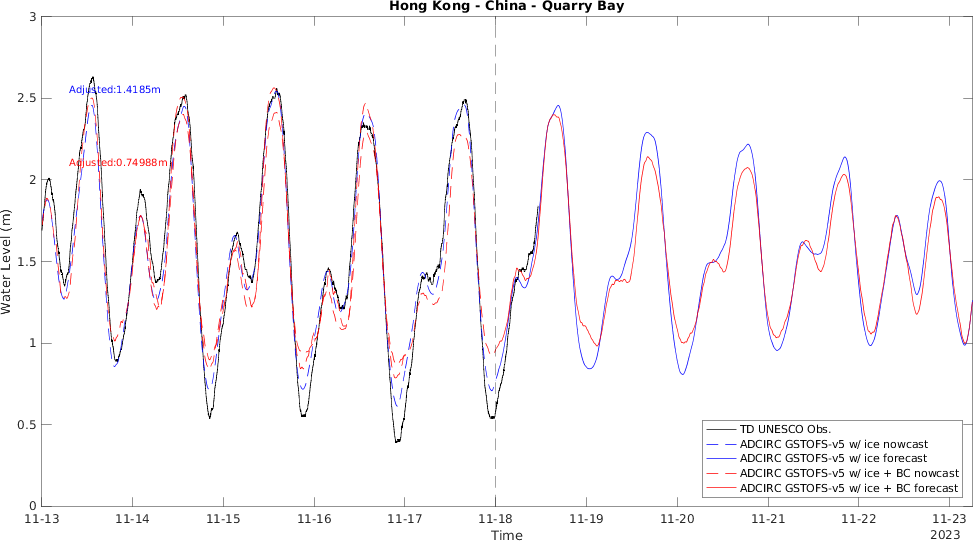 Hong Kong - China - Quarry Bay
3
2.5
2
1.5
1
0.5
0
Water Level (m)
Adjusted:1.4185m
Adjusted:0.74988m
TD UNESCO Obs.
ADCIRC GSTOFS-v5 w/ ice nowcast
ADCIRC GSTOFS-v5 w/ ice forecast
ADCIRC GSTOFS-v5 w/ ice + BC nowcast
ADCIRC GSTOFS-v5 w/ ice + BC forecast
11-13 11-14 11-15 11-16 11-17 11-18 11-19 11-20 11-21 11-22 11-23
2023
Time